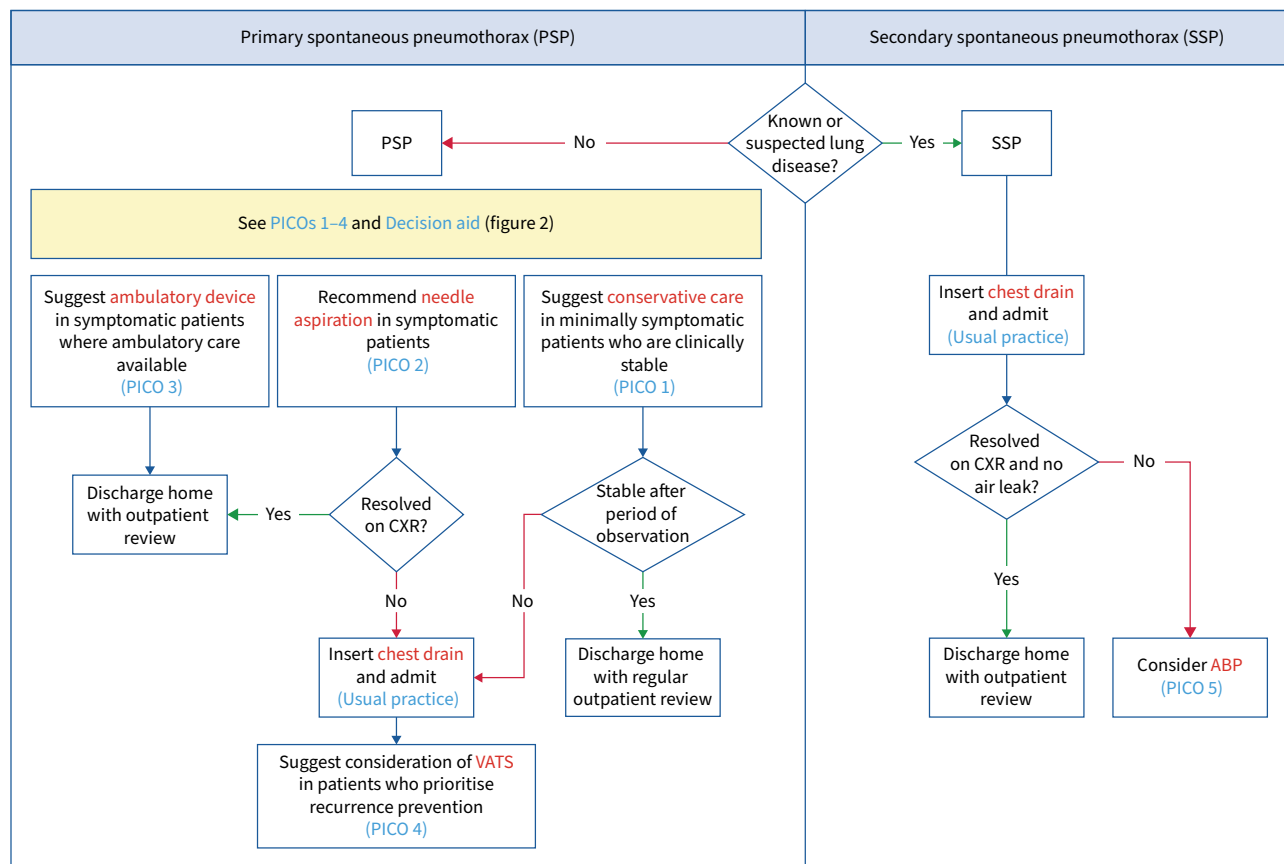 Primary spontaneous pneumothorax (PSP)
Secondary spontaneous pneumothorax (SSP)
Known or
suspected lung
disease?
No
Yes
PSP
SSP
See PICOs 1–4 and Decision aid (figure 2)
Suggest ambulatory device
in symptomatic patients
where ambulatory care
available
(PICO 3)
Recommend needle
aspiration in symptomatic
patients
(PICO 2)
Suggest conservative care
in minimally symptomatic
patients who are clinically
stable
(PICO 1)
Insert chest drain
and admit
(Usual practice)
Discharge home
with outpatient
review
Yes
Resolved
on CXR?
Stable after
period of
observation
Resolved
on CXR and no
air leak?
No
No
No
Yes
Yes
Insert chest drain
and admit
(Usual practice)
Discharge home
with regular
outpatient review
Discharge home
with outpatient
review
Consider ABP
(PICO 5)
Suggest consideration of VATS
in patients who prioritise
recurrence prevention
(PICO 4)